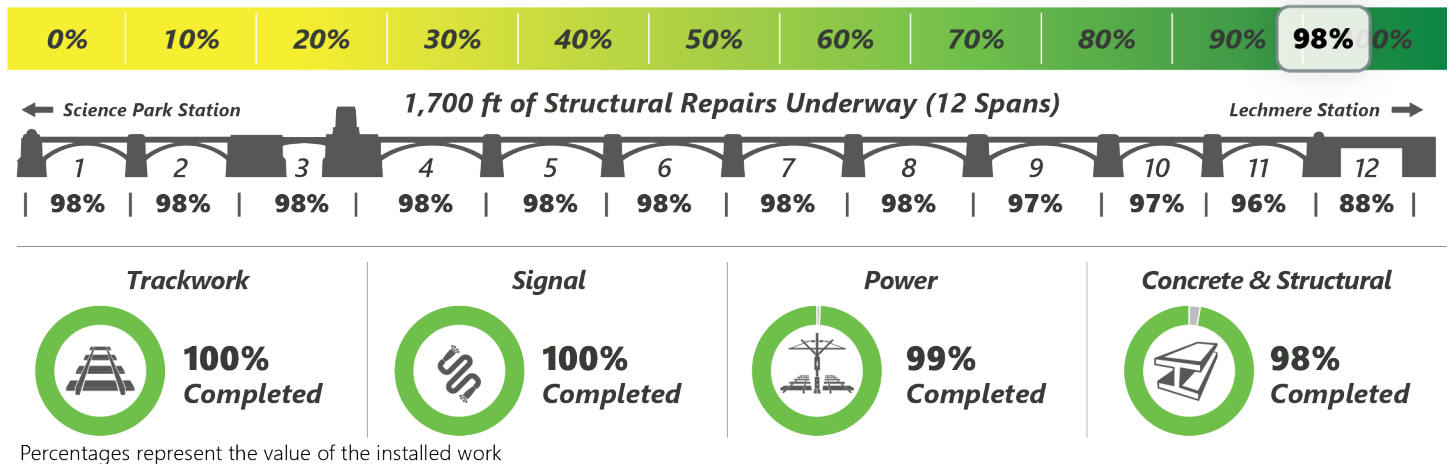 0% 10% 20% 30% 40% 50% 60% 70% 80% 90% 98% 0%
1,700 ft of Structural Repairs Underway (12 Spans)
Science Park Station Lechmere Station
1 2 3 4 5 6 7 8 9 10 11 12
| 98% | 98% | 98% | 98% | 98% | 98% | 98% | 98% | 97% | 97% | 96% | 88% |
Trackwork Signal Power Concrete & Structural
100% 100% 99% 98%
Completed Completed Completed Completed
Percentages represent the value of the installed work